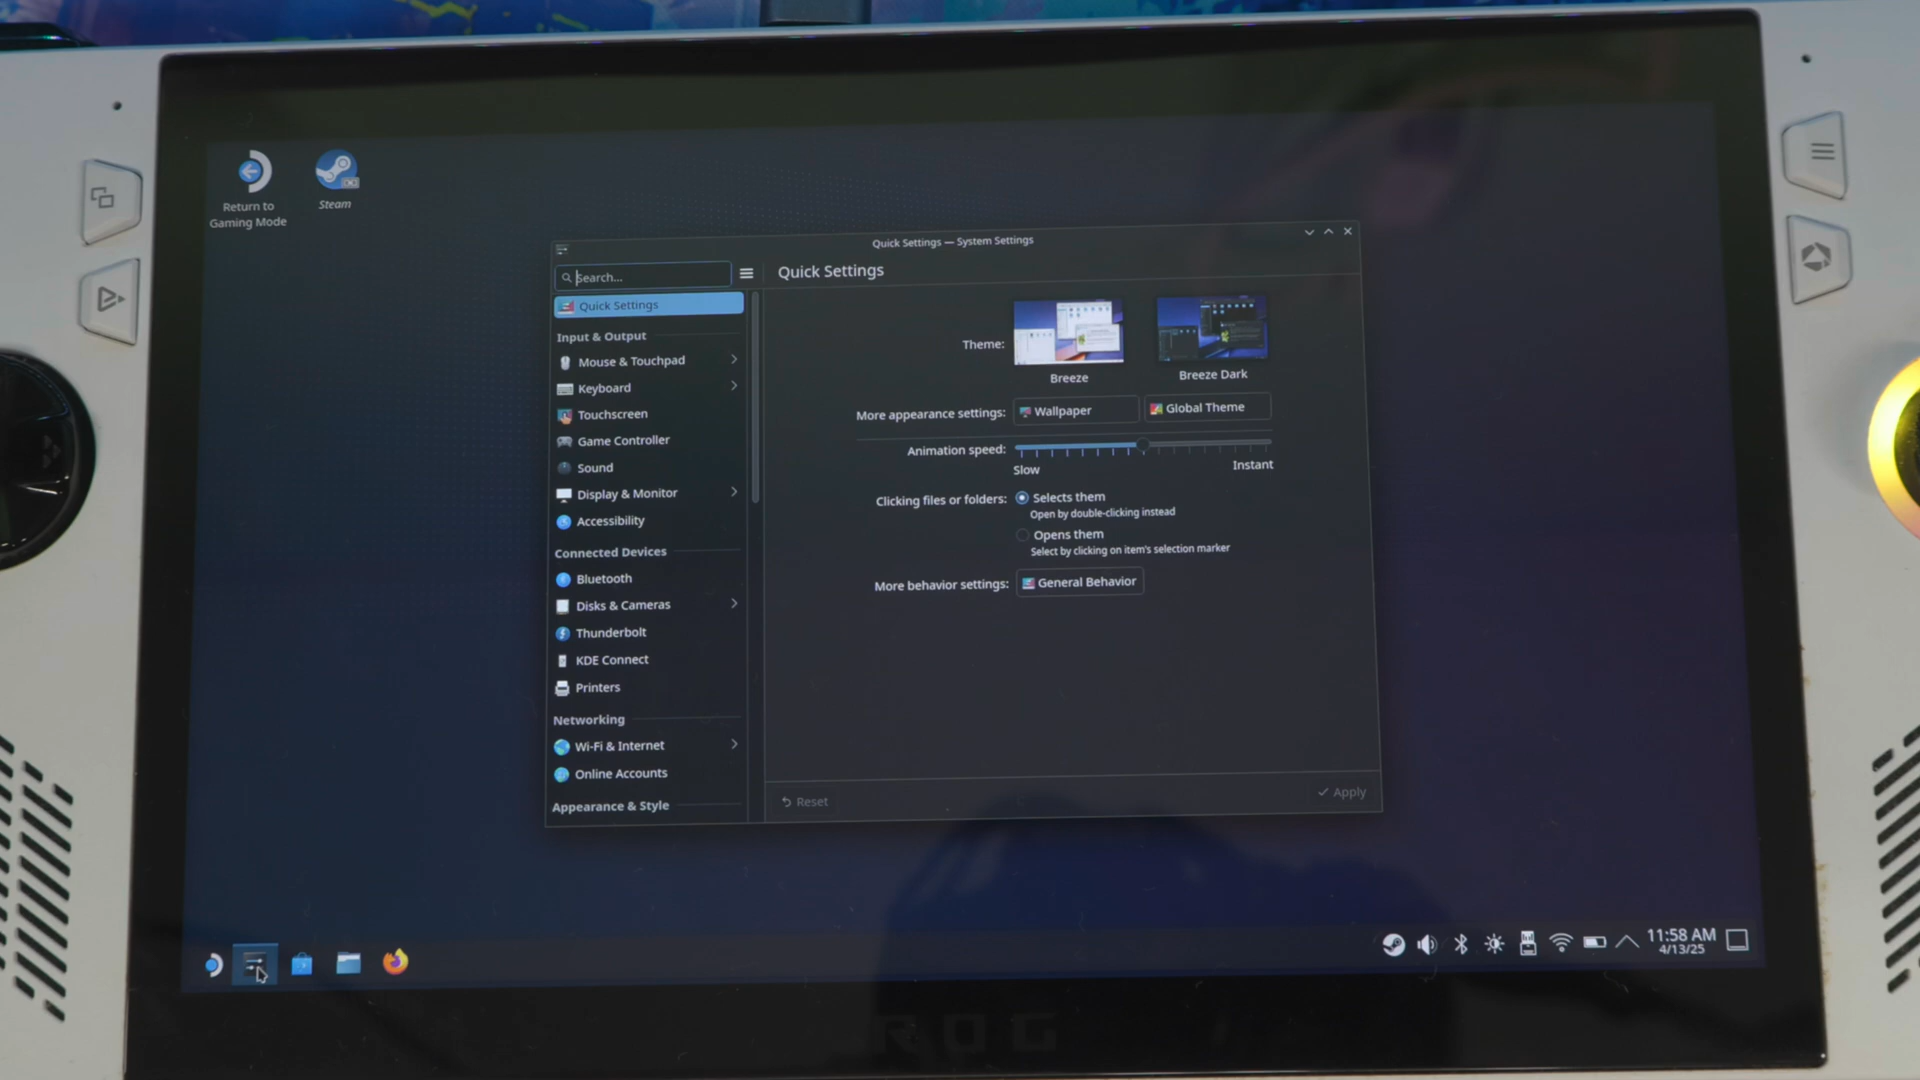 Return to
Gaming Mode
Steam
Quick Settings — System Settings
Search...
Quick Settings
Quick Settings
Input & Output
Mouse & Touchpad
Keyboard
Touchscreen
Game Controller
Sound
Display & Monitor
Accessibility
Connected Devices
Bluetooth
Disks & Cameras
Thunderbolt
KDE Connect
Printers
Networking
Wi-Fi & Internet
Online Accounts
Appearance & Style
Theme:
Breeze
Breeze Dark
More appearance settings:
Wallpaper
Global Theme
Animation speed:
Slow
Instant
Clicking files or folders:
Selects them
Open by double-clicking instead
Opens them
Select by clicking on item's selection marker
More behavior settings:
General Behavior
Reset
Apply
11:58 AM
4/13/25
ROG